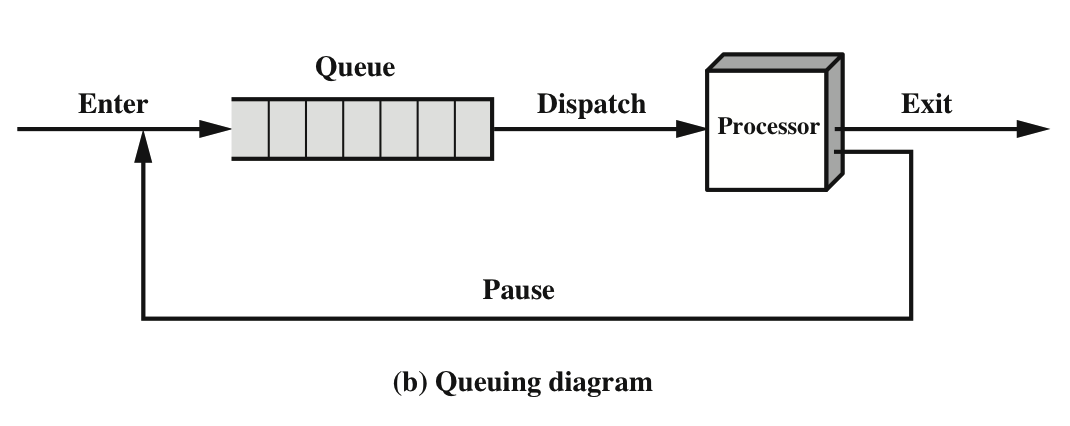 Queue
Enter
Dispatch
Processor
Exit
Pause
(b) Queuing diagram